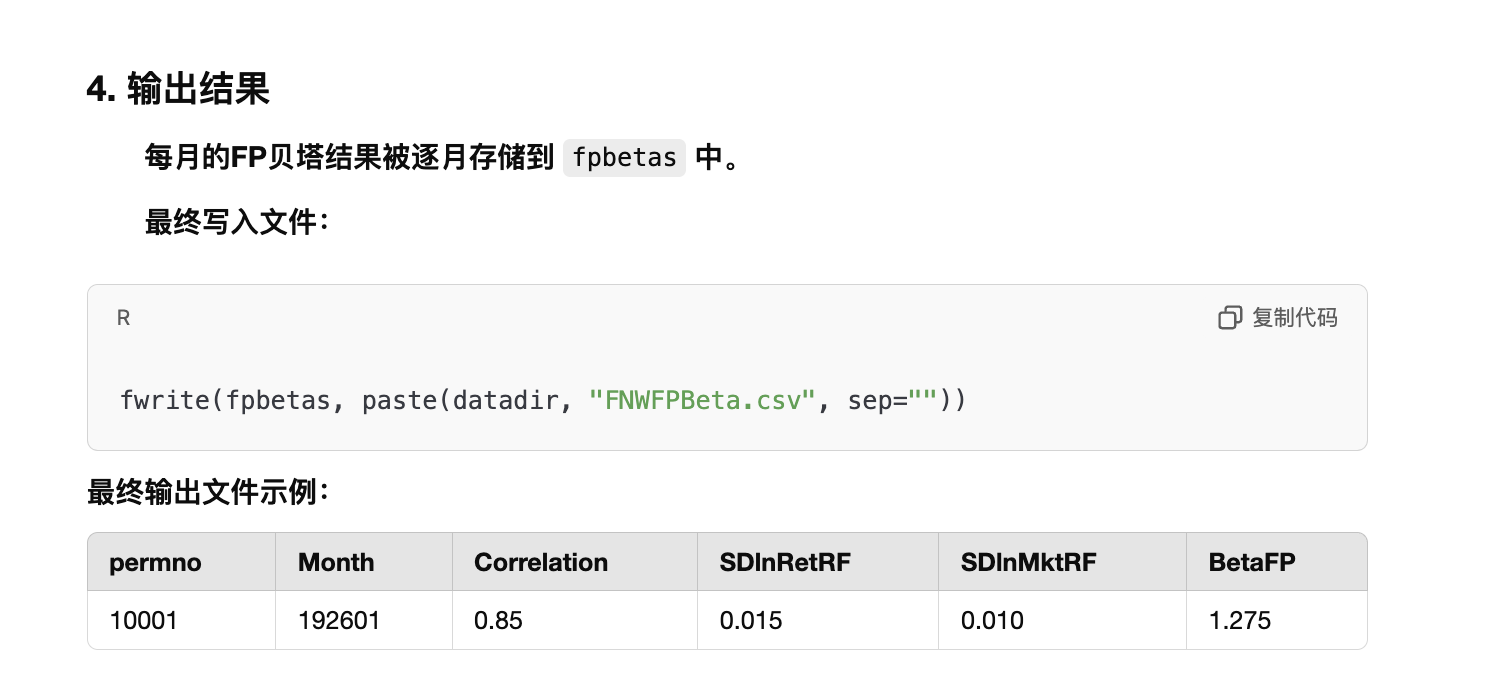 4. 输出结果
每月的FP贝塔结果被逐月存储到 fpbetas 中。
最终写入文件：
R 复制代码
fwrite(fpbetas, paste(datadir, "FNWFPBeta.csv", sep=""))
最终输出文件示例：
permno Month Correlation SDlnRetRF SDlnMktRF BetaFP
10001 192601 0.85 0.015 0.010 1.275